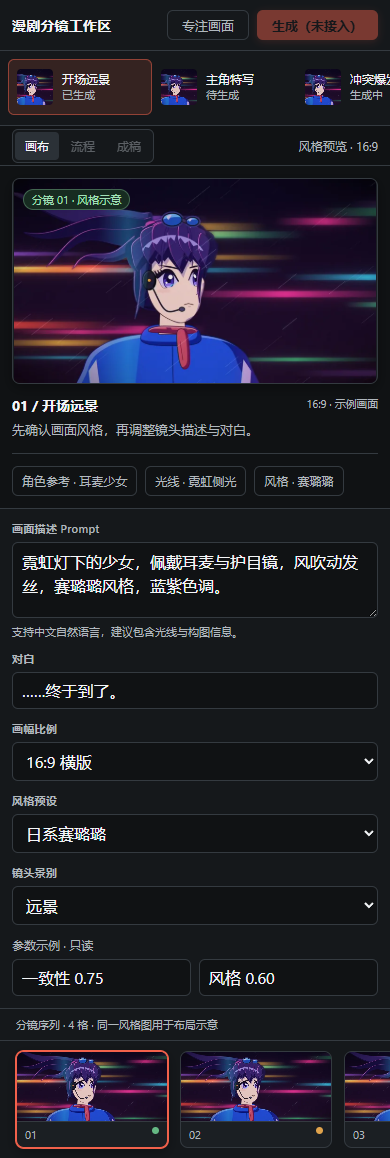 漫剧分镜工作区
专注画面
生成（未接入）
开场远景
已生成
主角特写
待生成
冲突爆发
生成中
画布
流程
成稿
风格预览 · 16:9
分镜 01 · 风格示意
01 / 开场远景
16:9 · 示例画面
先确认画面风格，再调整镜头描述与对白。
角色参考 · 耳麦少女
光线 · 霓虹侧光
风格 · 赛璐璐
画面描述 Prompt
霓虹灯下的少女，佩戴耳麦与护目镜，风吹动发
丝，赛璐璐风格，蓝紫色调。
支持中文自然语言，建议包含光线与构图信息。
对白
……终于到了。
画幅比例
16:9 横版
风格预设
日系赛璐璐
镜头景别
远景
参数示例 · 只读
一致性 0.75
风格 0.60
分镜序列 · 4 格 · 同一风格图用于布局示意
01
02
03